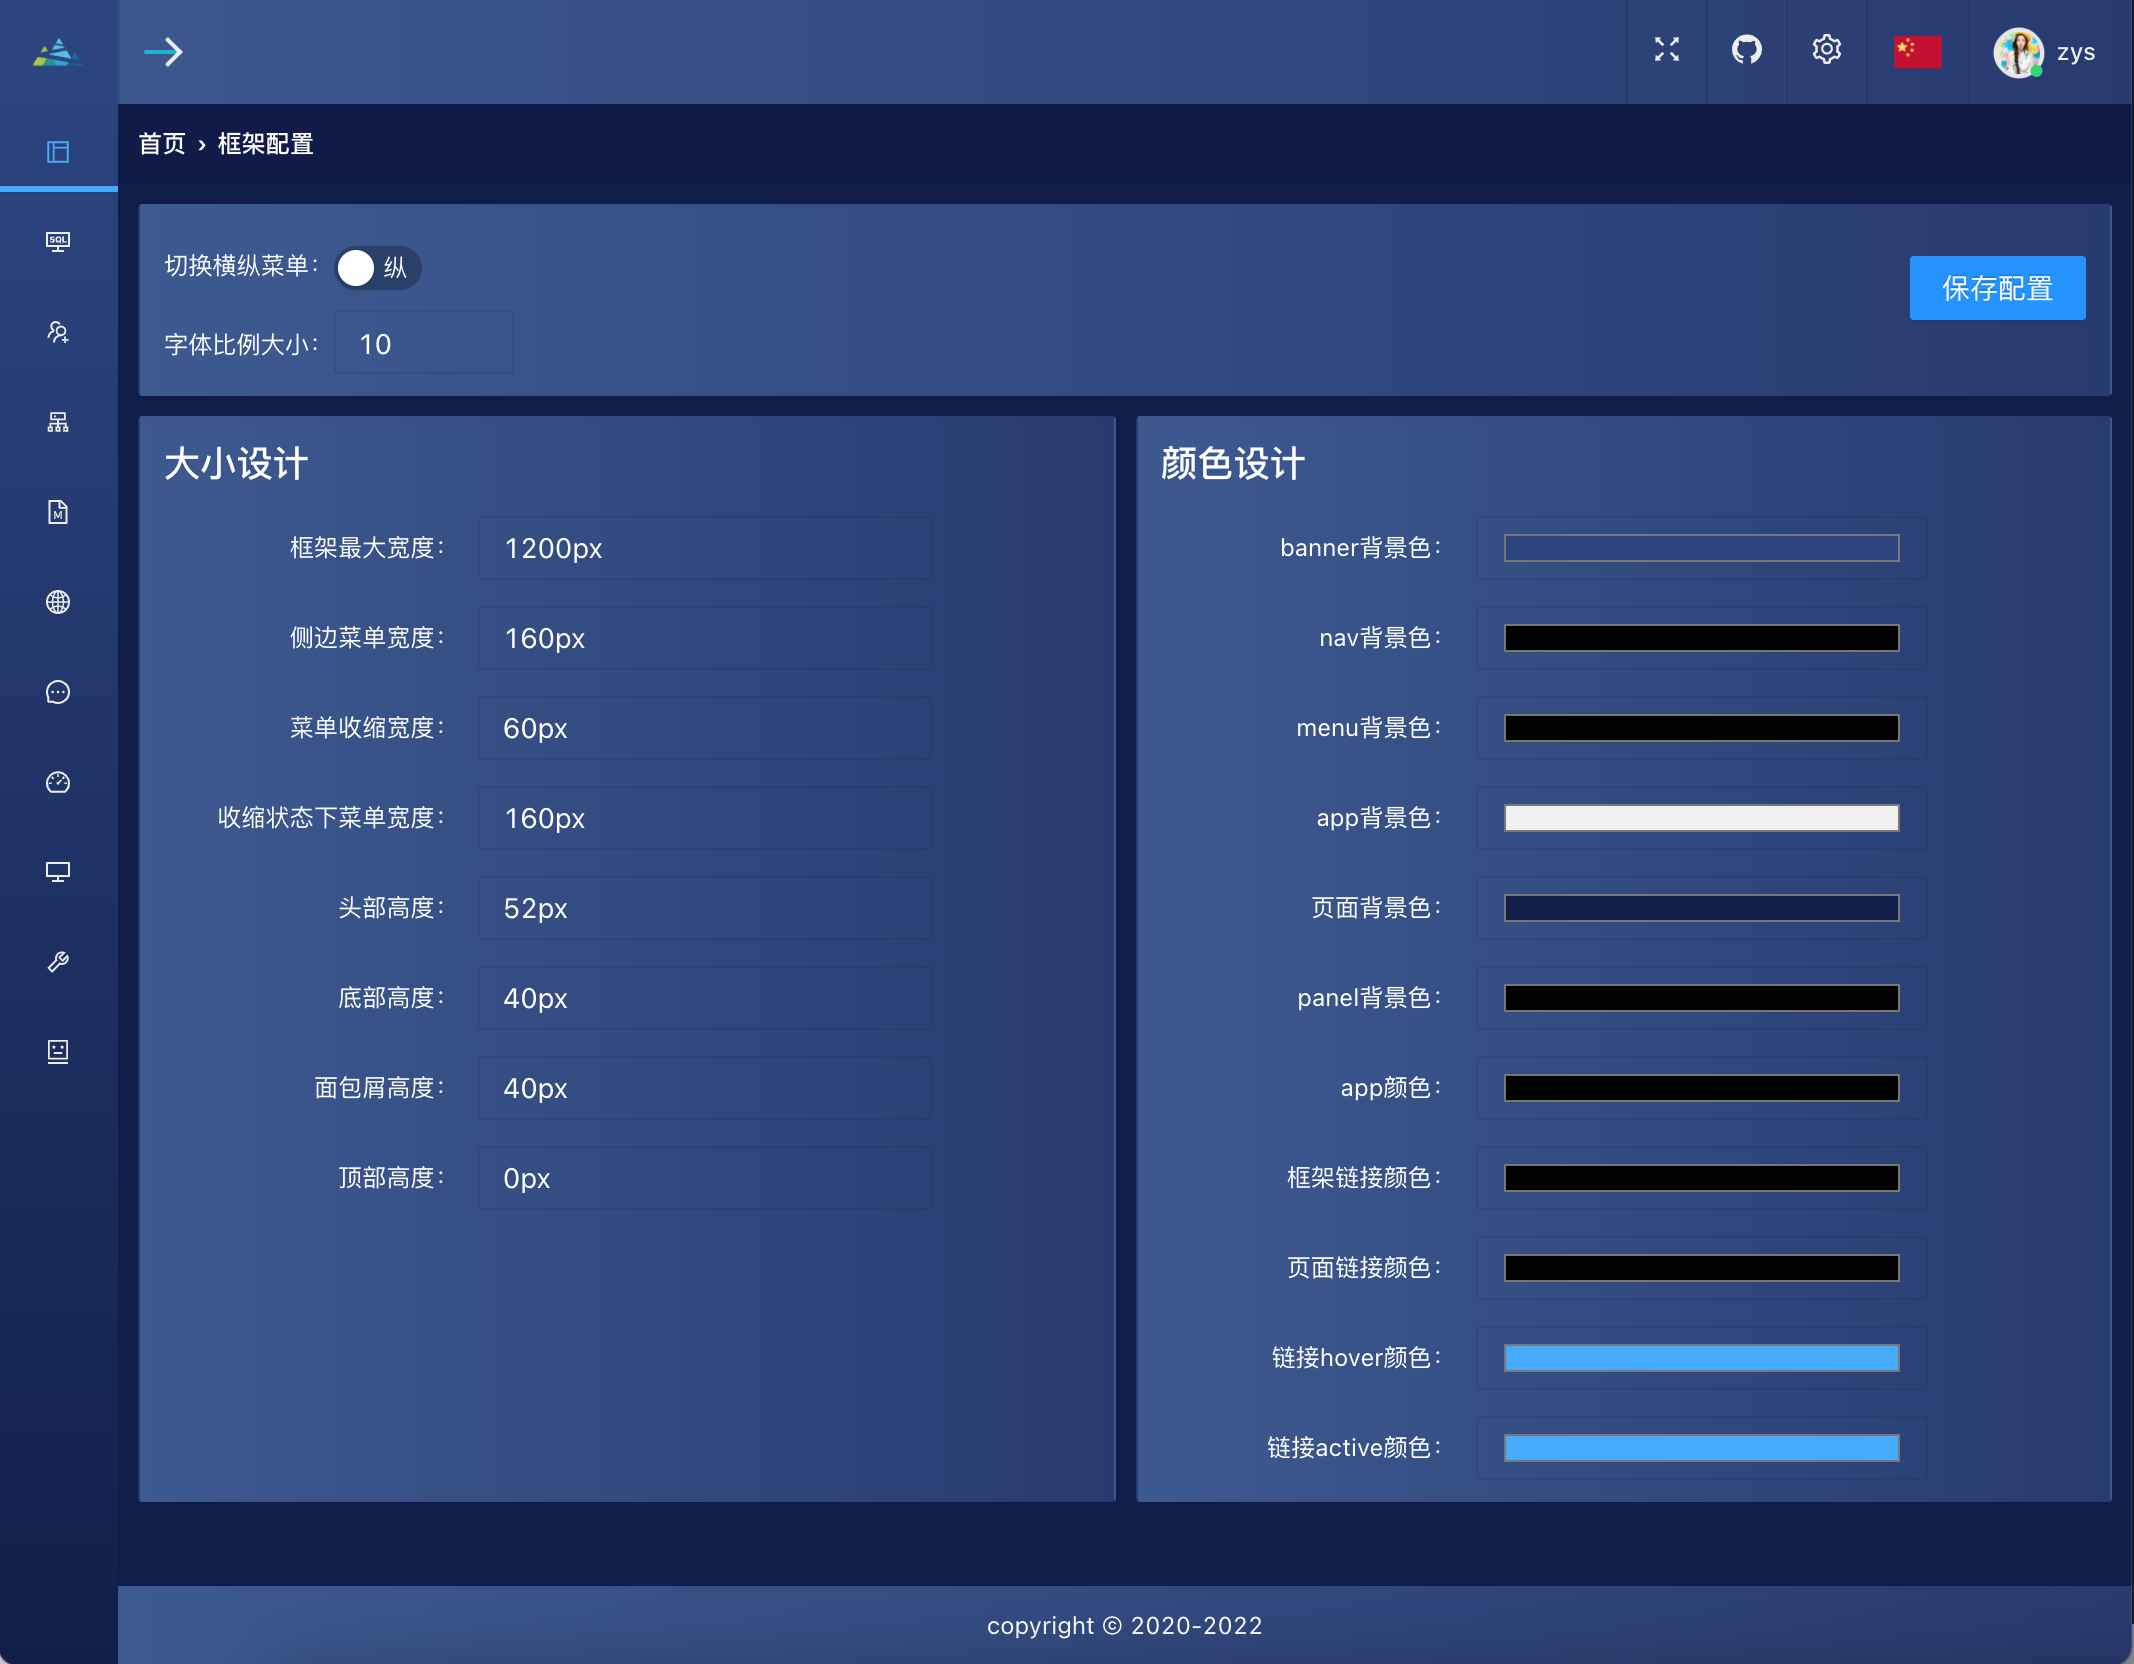 zys
首页 › 框架配置
SQL
M
切换横纵菜单：
纵
保存配置
字体比例大小：
10
大小设计
框架最大宽度：
1200px
侧边菜单宽度：
160px
菜单收缩宽度：
60px
收缩状态下菜单宽度：
160px
头部高度：
52px
底部高度：
40px
面包屑高度：
40px
顶部高度：
0px
颜色设计
banner背景色：
nav背景色：
menu背景色：
app背景色：
页面背景色：
panel背景色：
app颜色：
框架链接颜色：
页面链接颜色：
链接hover颜色：
链接active颜色：
copyright © 2020-2022